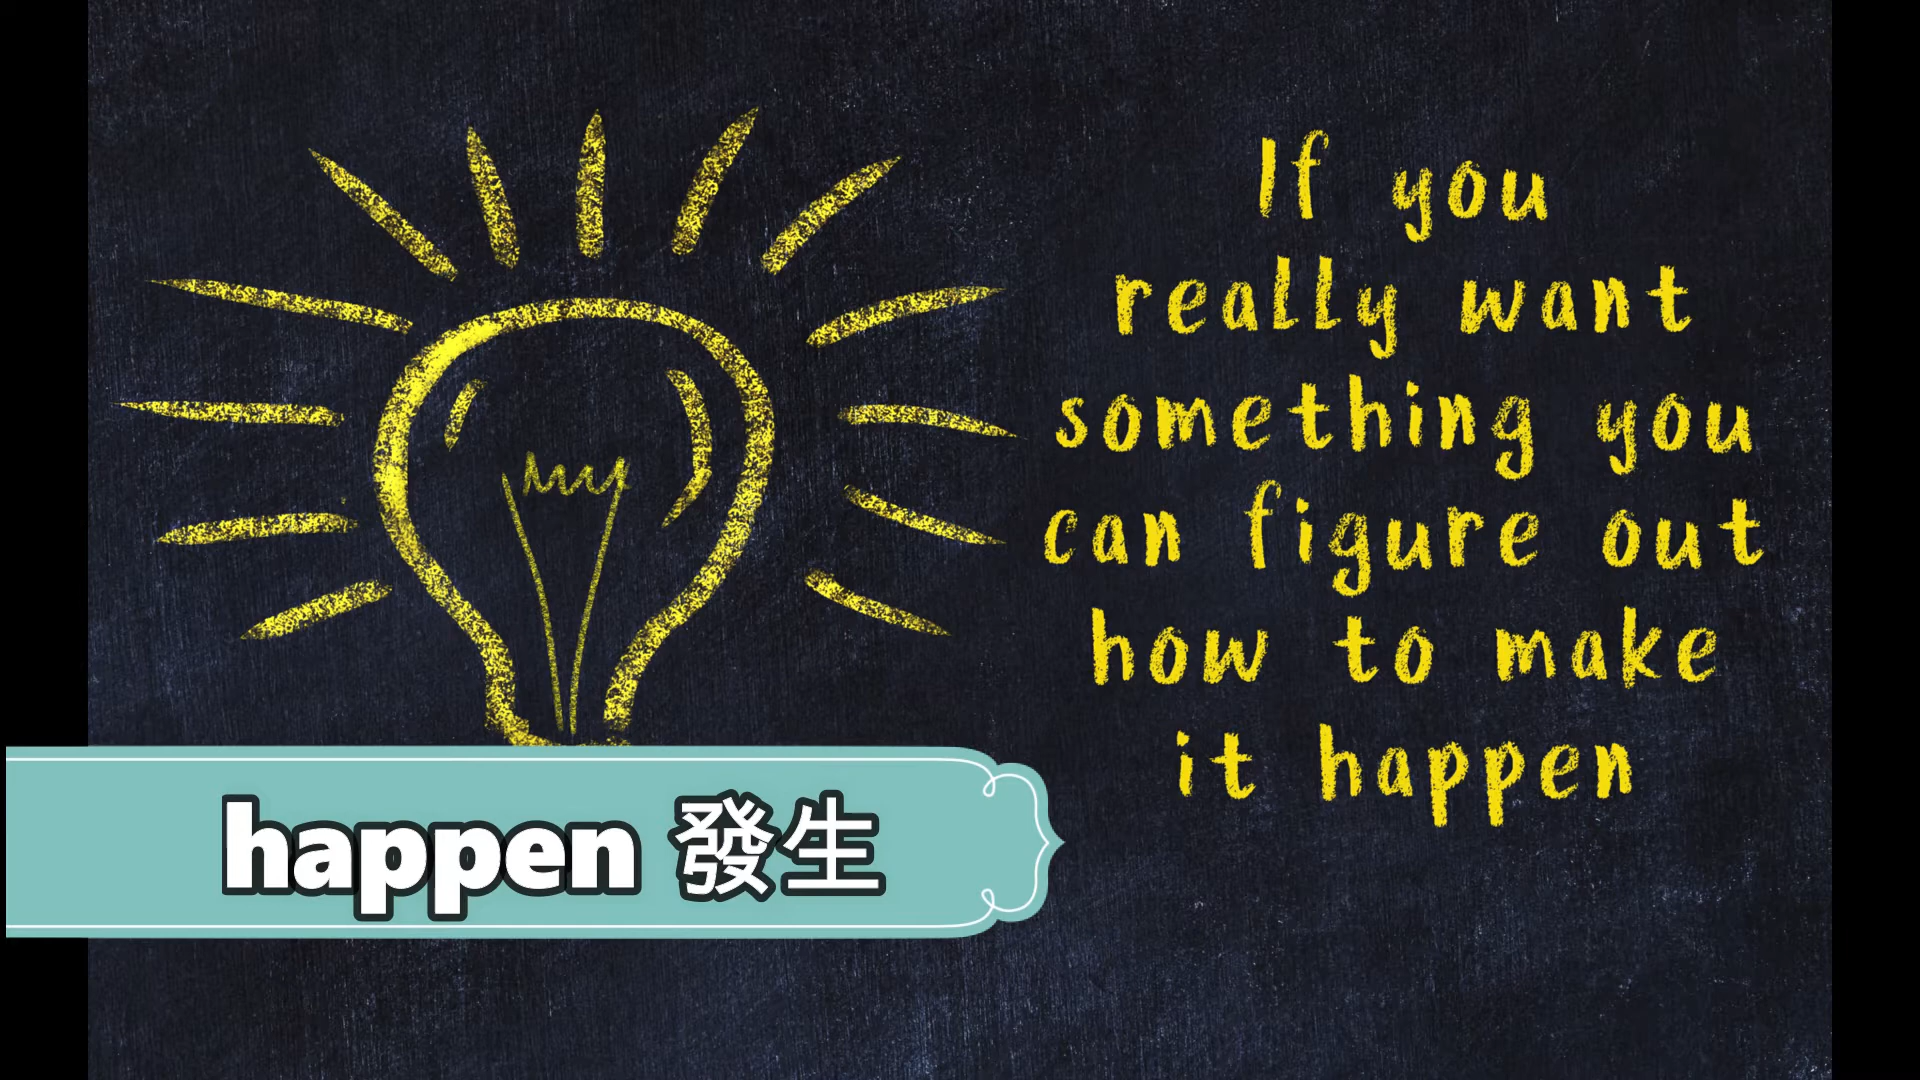 If you
really want
something you
can figure out
how to make
it happen
happen 發生